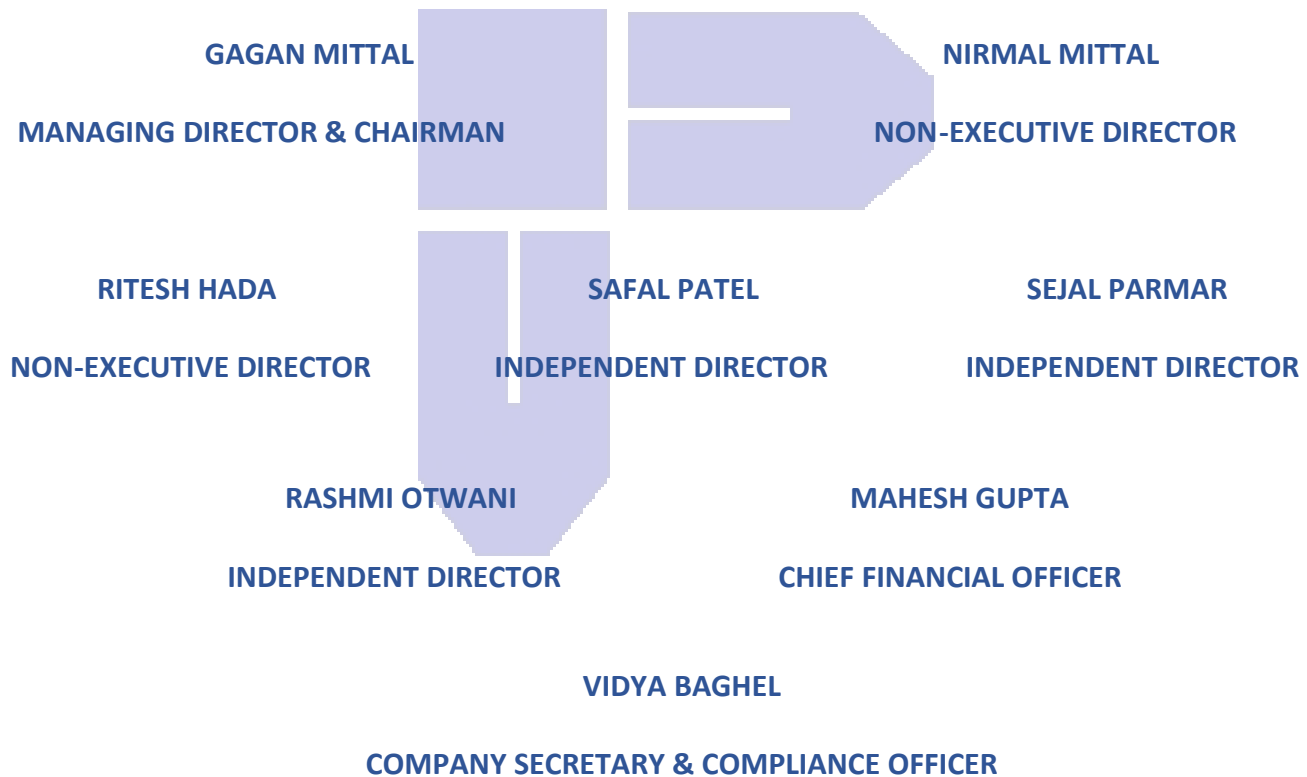 GAGAN MITTAL
MANAGING DIRECTOR & CHAIRMAN
NIRMAL MITTAL
NON-EXECUTIVE DIRECTOR
RITESH HADA
NON-EXECUTIVE DIRECTOR
SAFAL PATEL
INDEPENDENT DIRECTOR
SEJAL PARMAR
INDEPENDENT DIRECTOR
RASHMI OTWANI
INDEPENDENT DIRECTOR
MAHESH GUPTA
CHIEF FINANCIAL OFFICER
VIDYA BAGHEL
COMPANY SECRETARY & COMPLIANCE OFFICER